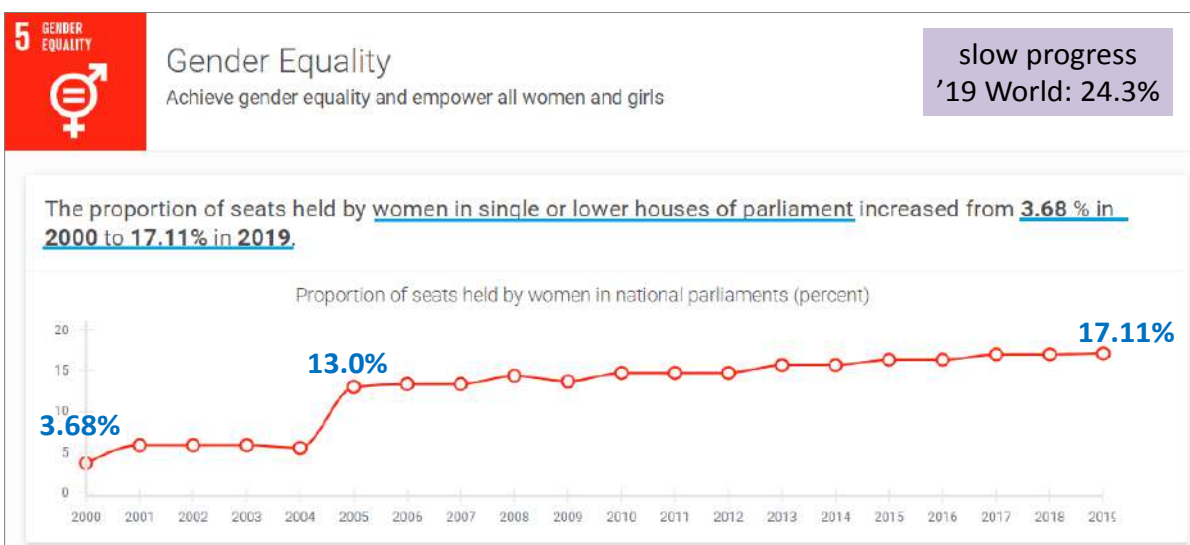 5 GENDER
EQUALITY
Gender Equality
Achieve gender equality and empower all women and girls
slow progress
’19 World: 24.3%
The proportion of seats held by women in single or lower houses of parliament increased from 3.68 % in
2000 to 17.11% in 2019.
Proportion of seats held by women in national parliaments (percent)
20
17.11%
15
13.0%
10
3.68%
5
0
2000 2001 2002 2003 2004 2005 2006 2007 2008 2009 2010 2011 2012 2013 2014 2015 2016 2017 2018 2019